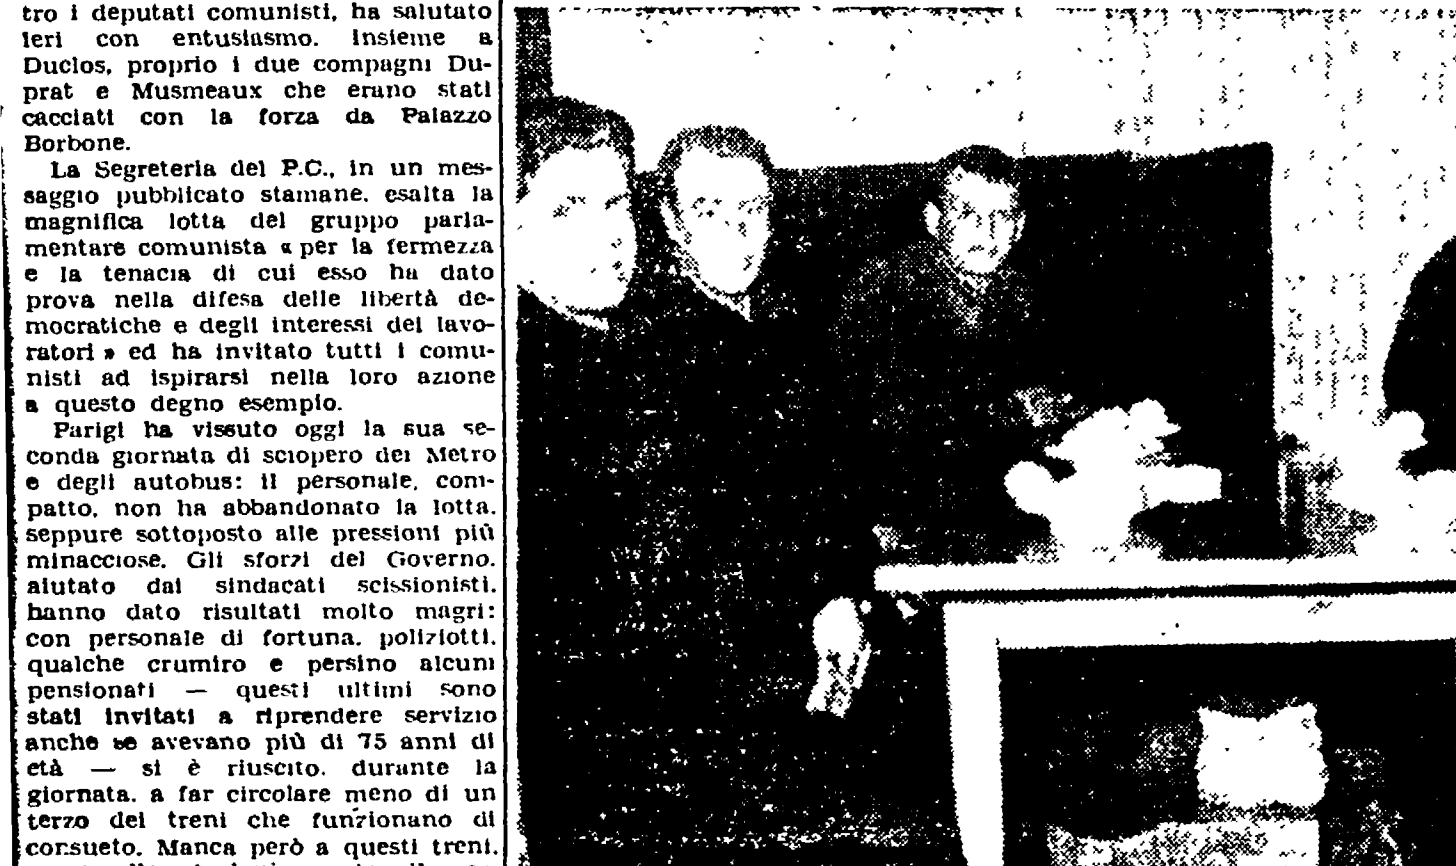 tro i deputati comunisti, ha salutato
ieri con entusiasmo. Insieme a
Duclos, proprio i due compagni Du-
prat e Musmeaux che erano stati
cacciati con la forza da Palazzo
Borbone.
La Segreteria del P.C., in un mes-
saggio pubblicato stamane, esalta la
magnifica lotta del gruppo parla-
mentare comunista « per la fermezza
e la tenacia di cui esso ha dato
prova nella difesa delle libertà de-
mocratiche e degli interessi dei lavo-
ratori » ed ha invitato tutti i comu-
nisti ad ispirarsi nella loro azione
a questo degno esempio.
Parigi ha vissuto oggi la sua se-
conda giornata di sciopero dei Metro
e degli autobus: il personale, com-
patto, non ha abbandonato la lotta,
seppure sottoposto alle pressioni più
minacciose. Gli sforzi del Governo,
aiutato dai sindacati scissionisti,
hanno dato risultati molto magri:
con personale di fortuna, poliziotti,
qualche crumiro e persino alcuni
pensionati — questi ultimi sono
stati invitati a riprendere servizio
anche se avevano più di 75 anni di
età — si è riuscito, durante la
giornata, a far circolare meno di un
terzo dei treni che funzionano di
consueto. Manca però a questi treni,